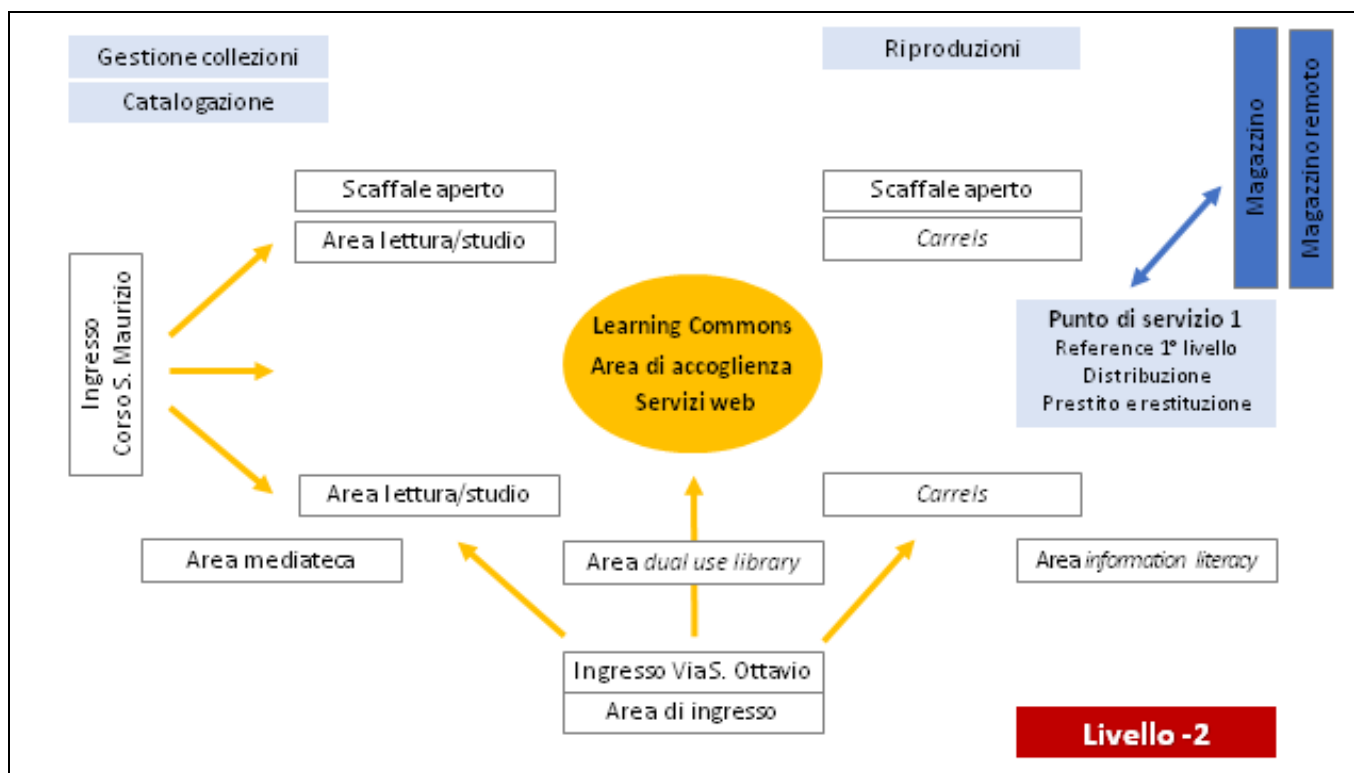 Gestione collezioni
Catalogazione
Riproduzioni
Magazzino
Magazzino remoto
Scaffale aperto
Area lettura/studio
Scaffale aperto
Carrels
Ingresso
Corso S. Maurizio
Learning Commons
Area di accoglienza
Servizi web
Punto di servizio 1
Reference 1° livello
Distribuzione
Prestito e restituzione
Area lettura/studio
Carrels
Area mediateca
Area dual use library
Area information literacy
Ingresso Via S. Ottavio
Area di ingresso
Livello -2